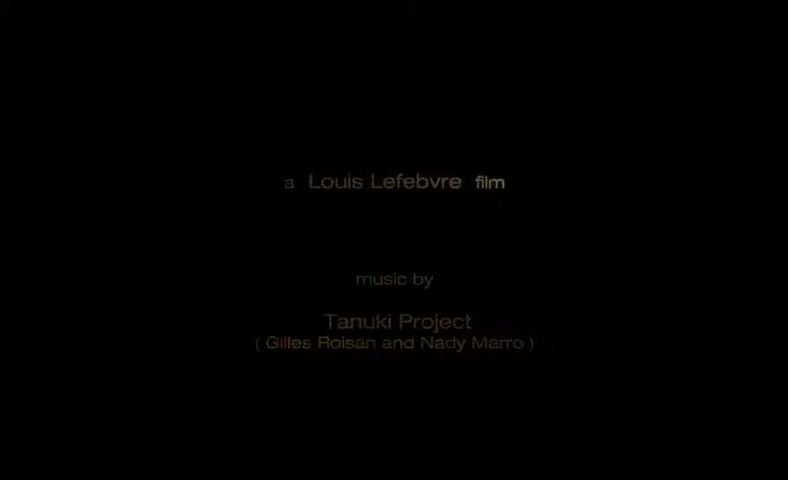 a Louis Lefebvre film
music by
Tanuki Project
( Gilles Roisan and Nady Marro )